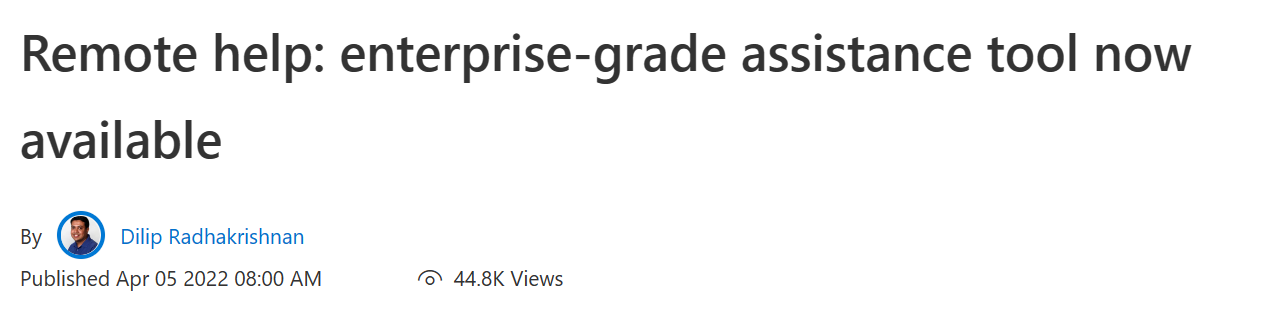 Remote help: enterprise-grade assistance tool now
available
By Dilip Radhakrishnan
Published Apr 05 2022 08:00 AM 44.8K Views